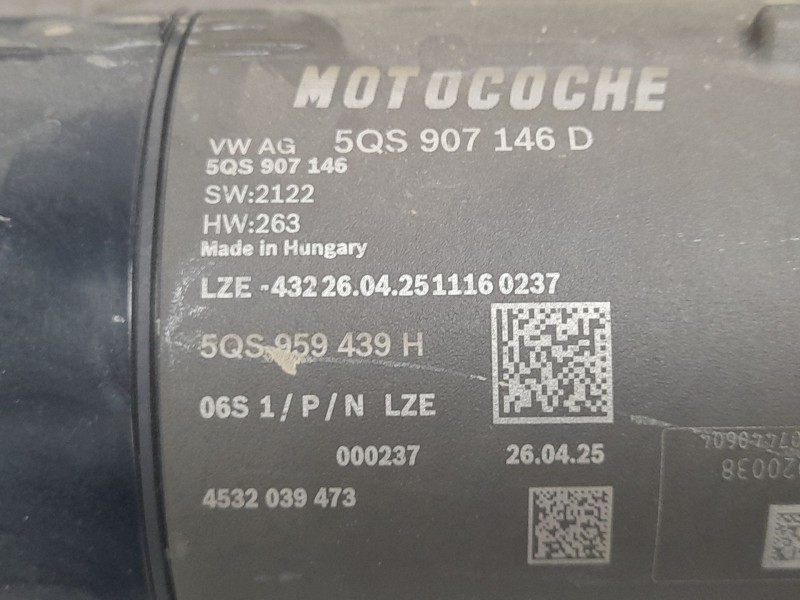 MOTOCOCHE
VW AG 5QS 907 146 D
5QS 907 146
SW:2122
HW:263
Made in Hungary
LZE -432 26.04.25 1116 0237
5QS 959 439 H
06S 1/P/N LZE
000237 26.04.25
4532 039 473